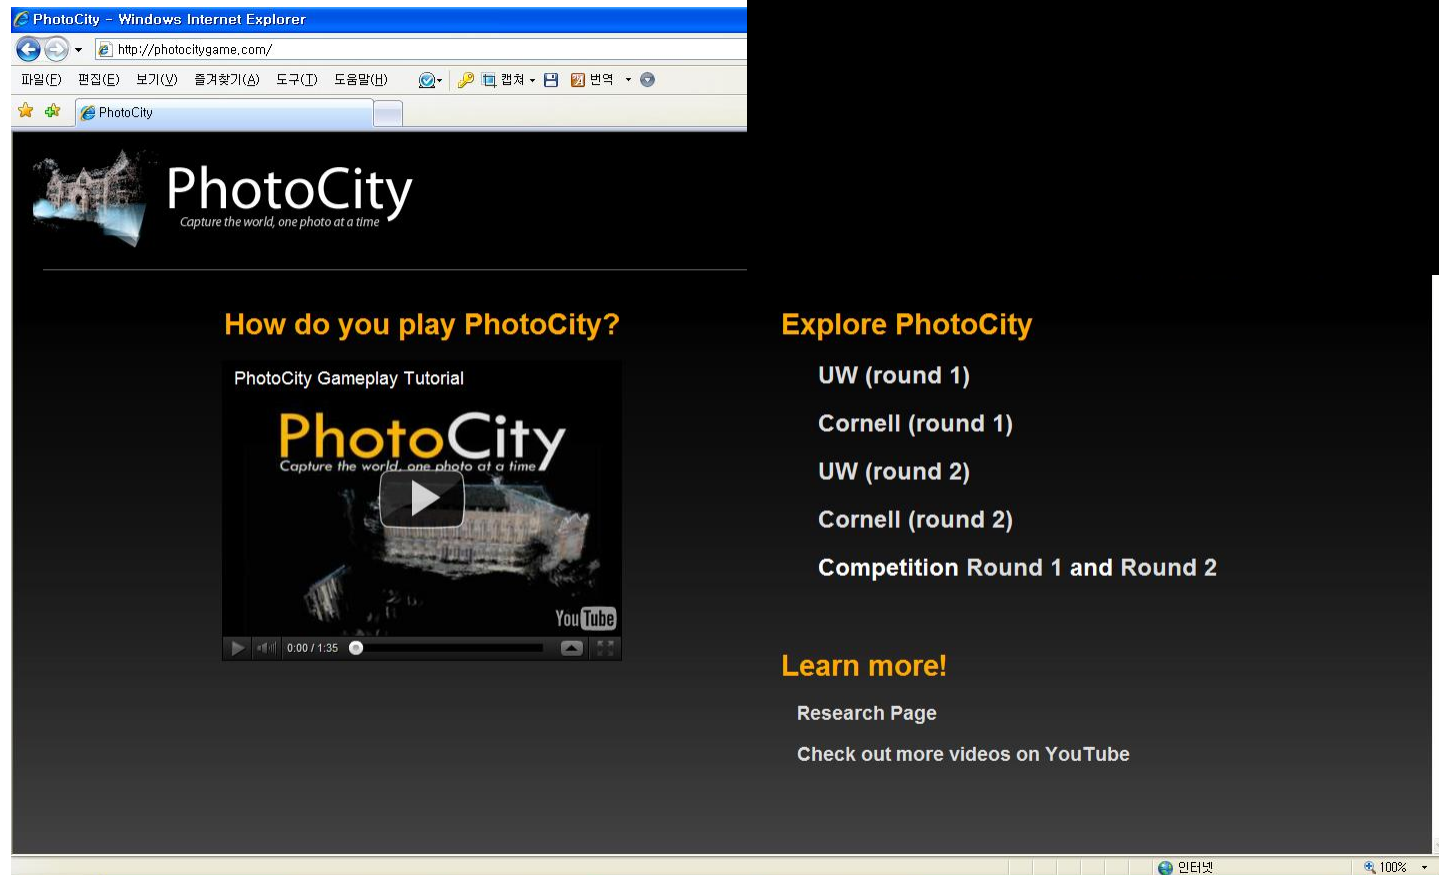 PhotoCity - Windows Internet Explorer
http://photocitygame.com/
파일(F) 편집(E) 보기(V) 즐겨찾기(A) 도구(T) 도움말(H) 캡쳐 번역
PhotoCity
PhotoCity
Capture the world, one photo at a time
How do you play PhotoCity?
PhotoCity Gameplay Tutorial
PhotoCity
Capture the world, one photo at a time
YouTube
0:00 / 1:35
Explore PhotoCity
UW (round 1)
Cornell (round 1)
UW (round 2)
Cornell (round 2)
Competition Round 1 and Round 2
Learn more!
Research Page
Check out more videos on YouTube
인터넷 100%